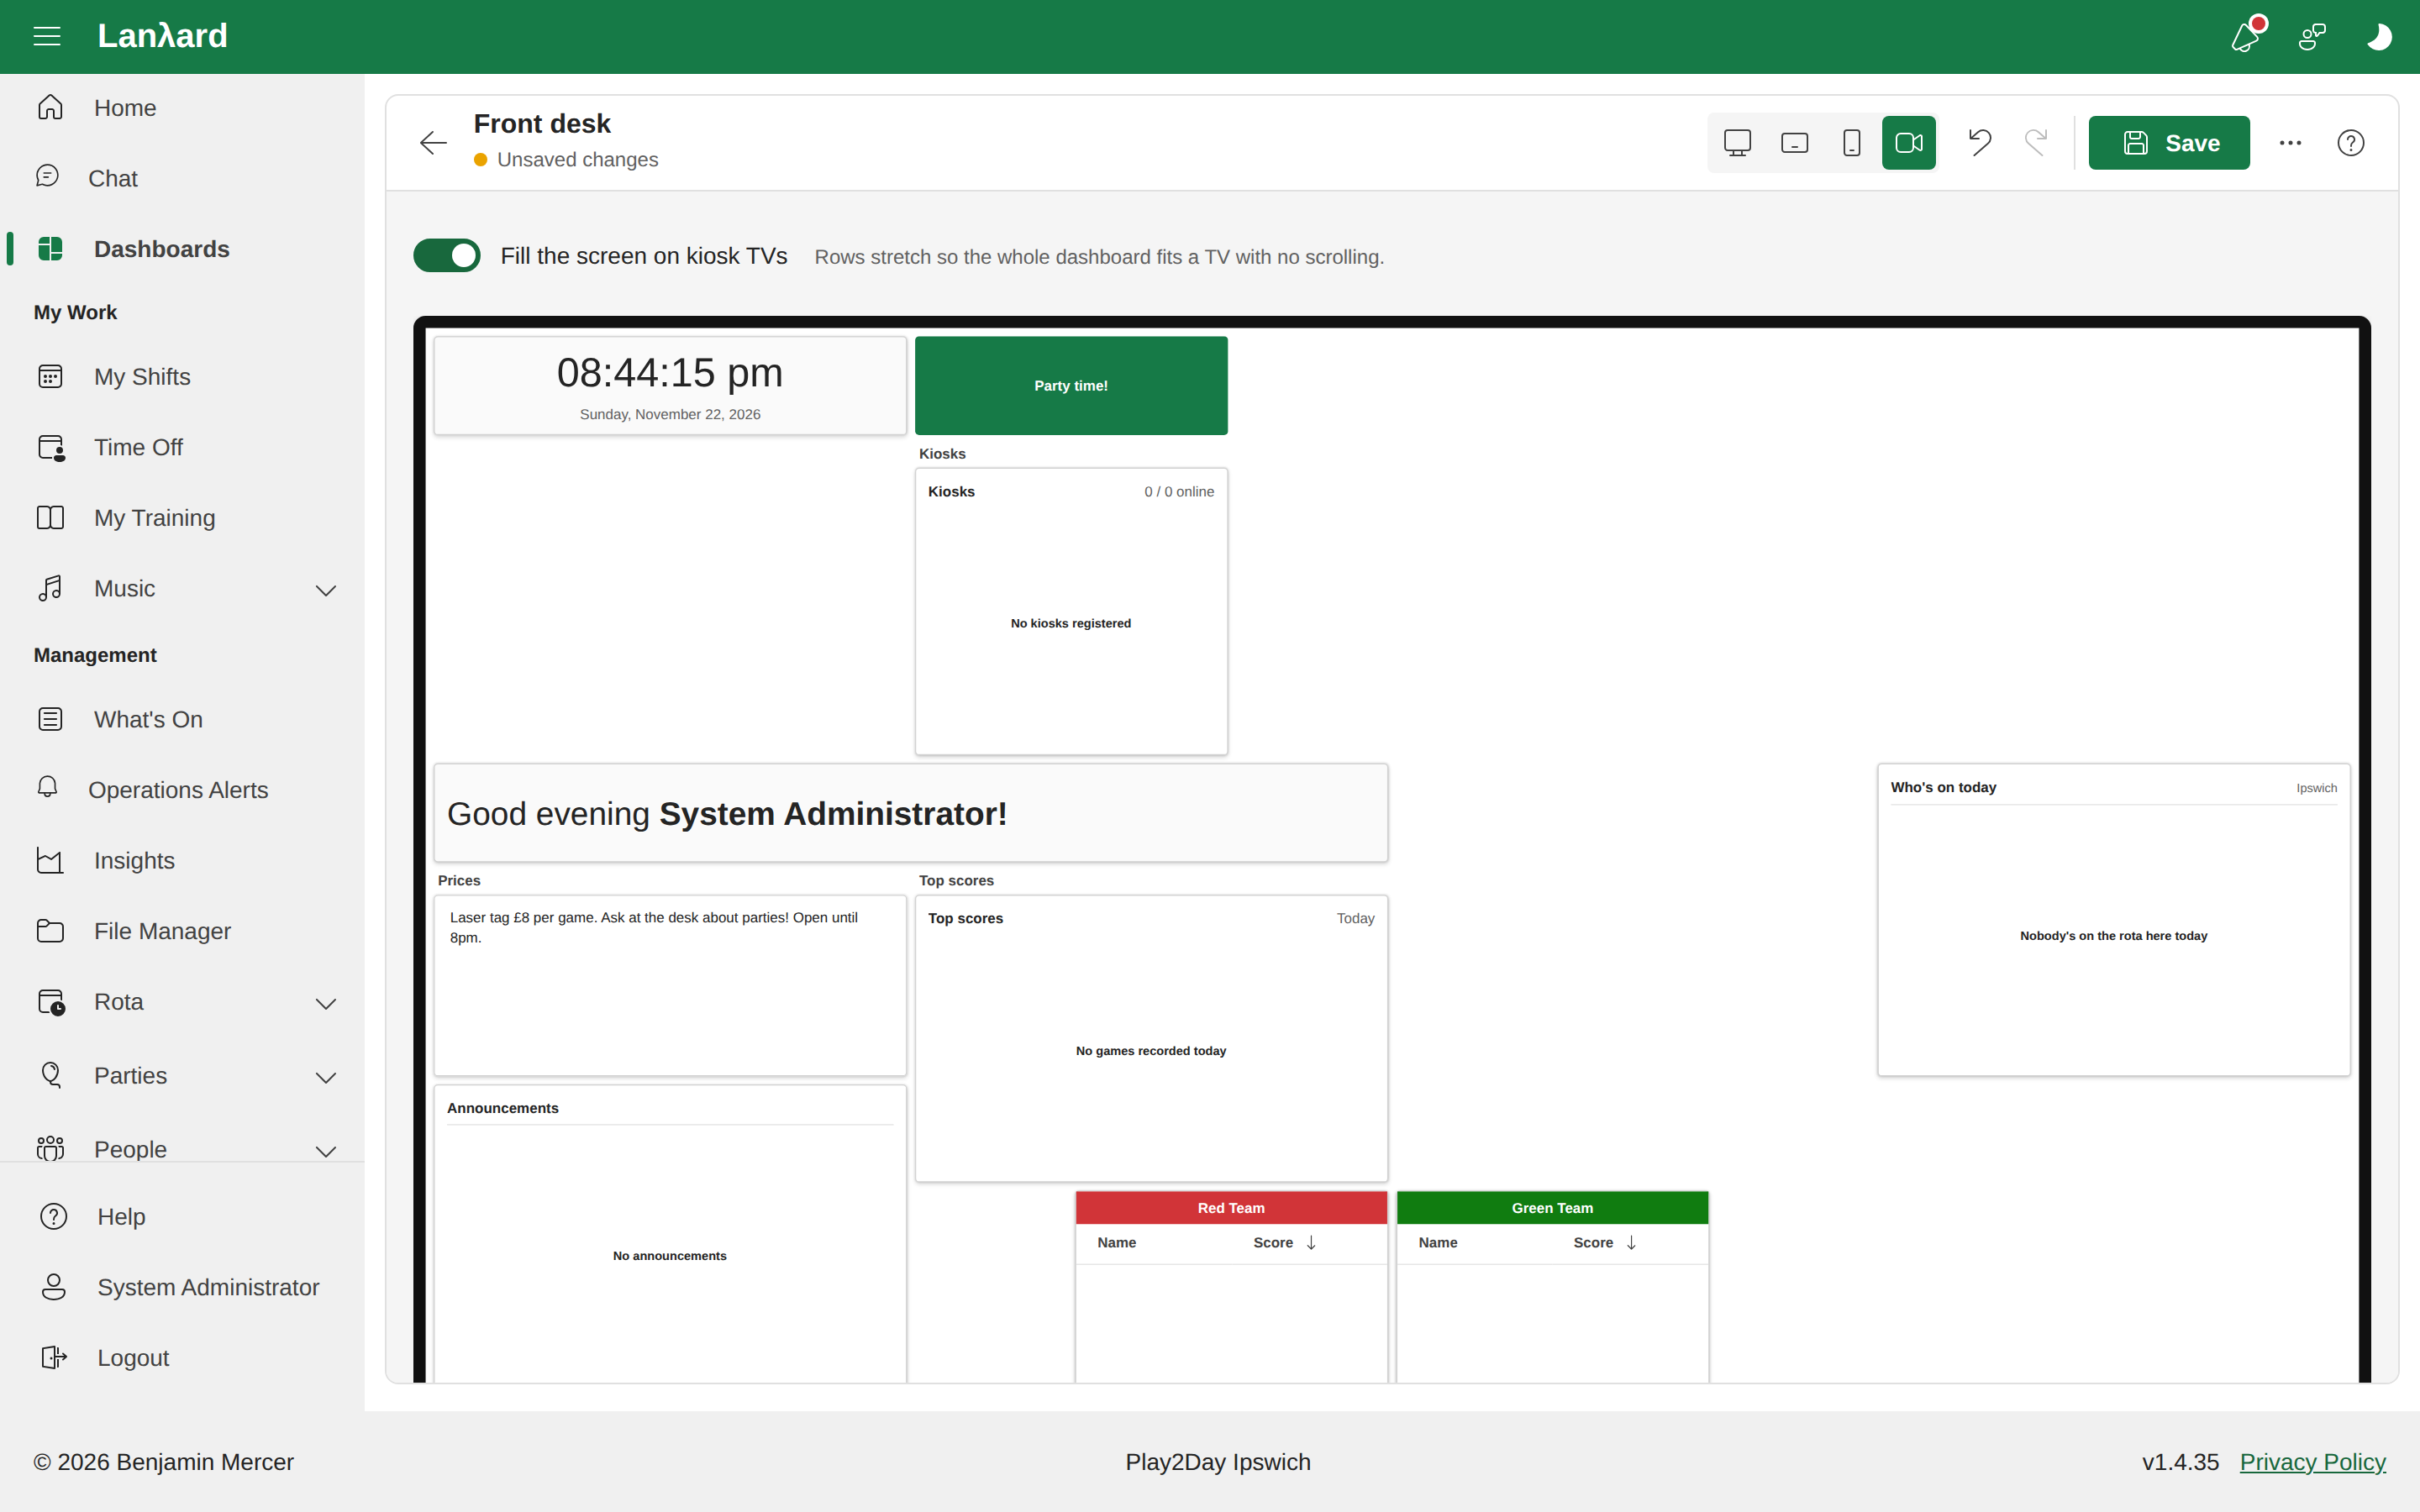 Lanλard
Home
Chat
Dashboards
My Work
My Shifts
Time Off
My Training
Music
Management
What's On
Operations Alerts
Insights
File Manager
Rota
Parties
People
Help
System Administrator
Logout
Front desk
Unsaved changes
Save
Fill the screen on kiosk TVs
Rows stretch so the whole dashboard fits a TV with no scrolling.
08:44:15 pm
Sunday, November 22, 2026
Party time!
Kiosks
Kiosks
0 / 0 online
No kiosks registered
Good evening System Administrator!
Who's on today
Ipswich
Nobody's on the rota here today
Prices
Laser tag £8 per game. Ask at the desk about parties! Open until
8pm.
Top scores
Top scores
Today
No games recorded today
Announcements
No announcements
Red Team
Name
Score
Green Team
Name
Score
© 2026 Benjamin Mercer
Play2Day Ipswich
v1.4.35
Privacy Policy